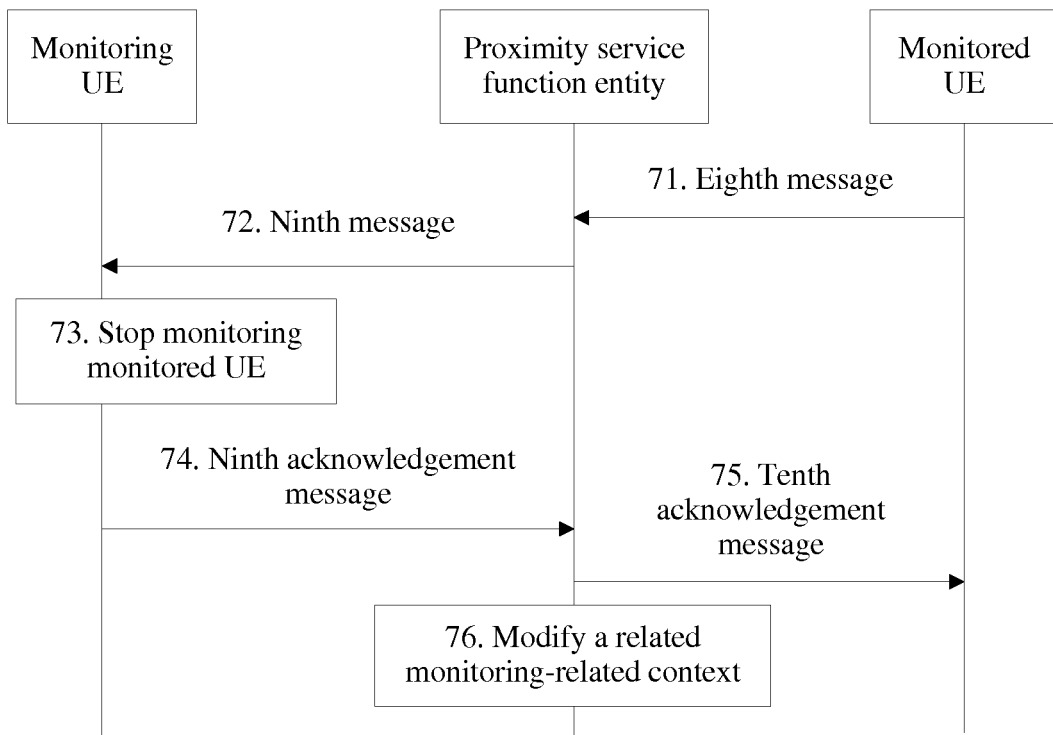 Monitoring
UE
Proximity service
function entity
Monitored
UE
71. Eighth message
72. Ninth message
73. Stop monitoring
monitored UE
74. Ninth acknowledgement
message
75. Tenth
acknowledgement
message
76. Modify a related
monitoring-related context